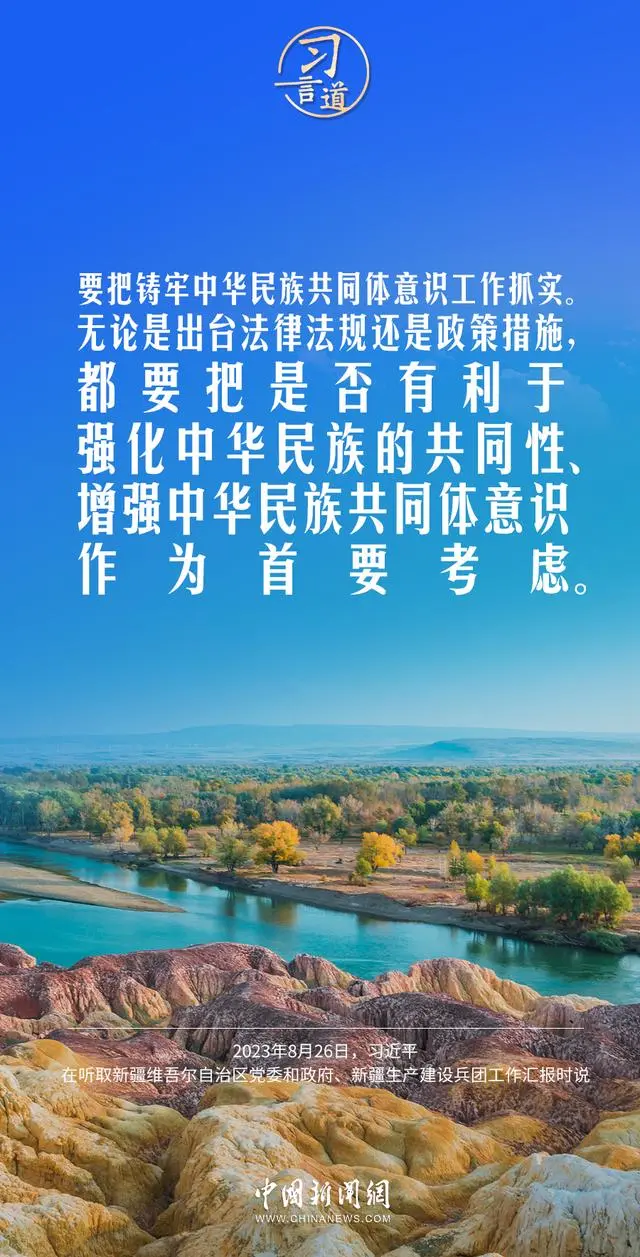 习
言道
要把铸牢中华民族共同体意识工作抓实。
无论是出台法律法规还是政策措施，
都要把是否有利于
强化中华民族的共同性、
增强中华民族共同体意识
作为首要考虑。
2023年8月26日，习近平
在听取新疆维吾尔自治区党委和政府、新疆生产建设兵团工作汇报时说
中國新聞網
WWW.CHINANEWS.COM